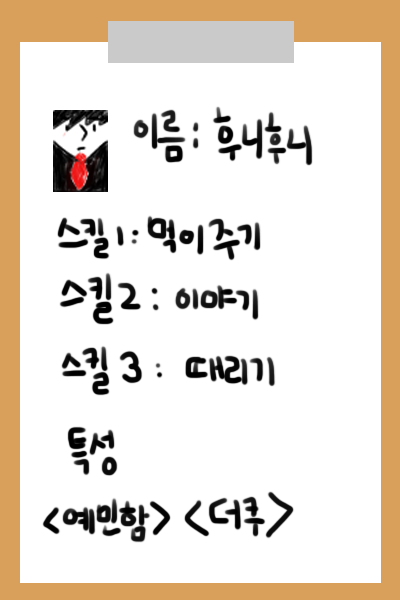 이름 : 후니후니
스킬 1 : 먹이주기
스킬 2 : 이야기
스킬 3 : 때리기
특성
<예민함> <더쿠>